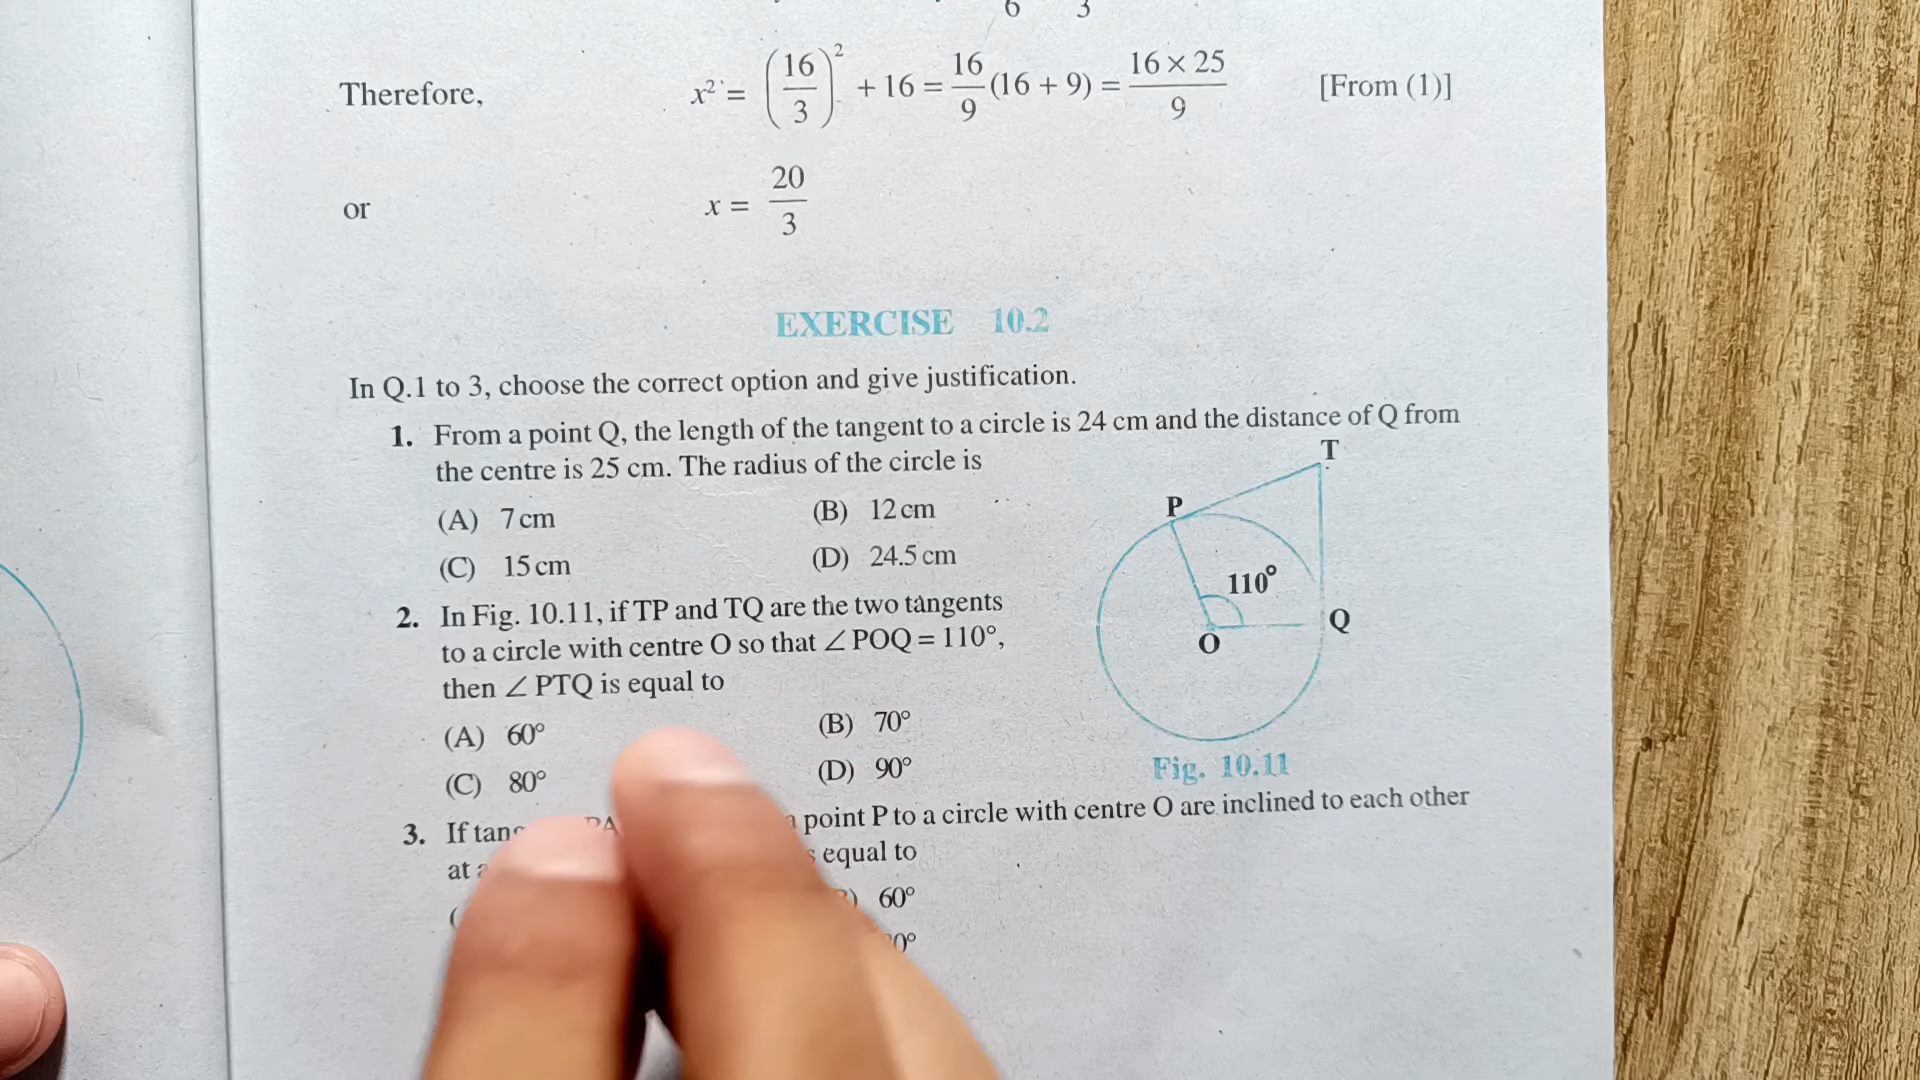 6 3
Therefore, x² = (16/3)² + 16 = 16/9 (16 + 9) = 16 × 25/9 [From (1)]
or x = 20/3
EXERCISE 10.2
In Q.1 to 3, choose the correct option and give justification.
1. From a point Q, the length of the tangent to a circle is 24 cm and the distance of Q from
the centre is 25 cm. The radius of the circle is
(A) 7 cm (B) 12 cm
(C) 15 cm (D) 24.5 cm
2. In Fig. 10.11, if TP and TQ are the two tangents
to a circle with centre O so that ∠ POQ = 110°,
then ∠ PTQ is equal to
(A) 60° (B) 70°
(C) 80° (D) 90°
T
P
110°
Q
O
Fig. 10.11
3. If point P to a circle with centre O are inclined to each other
at equal to
60°